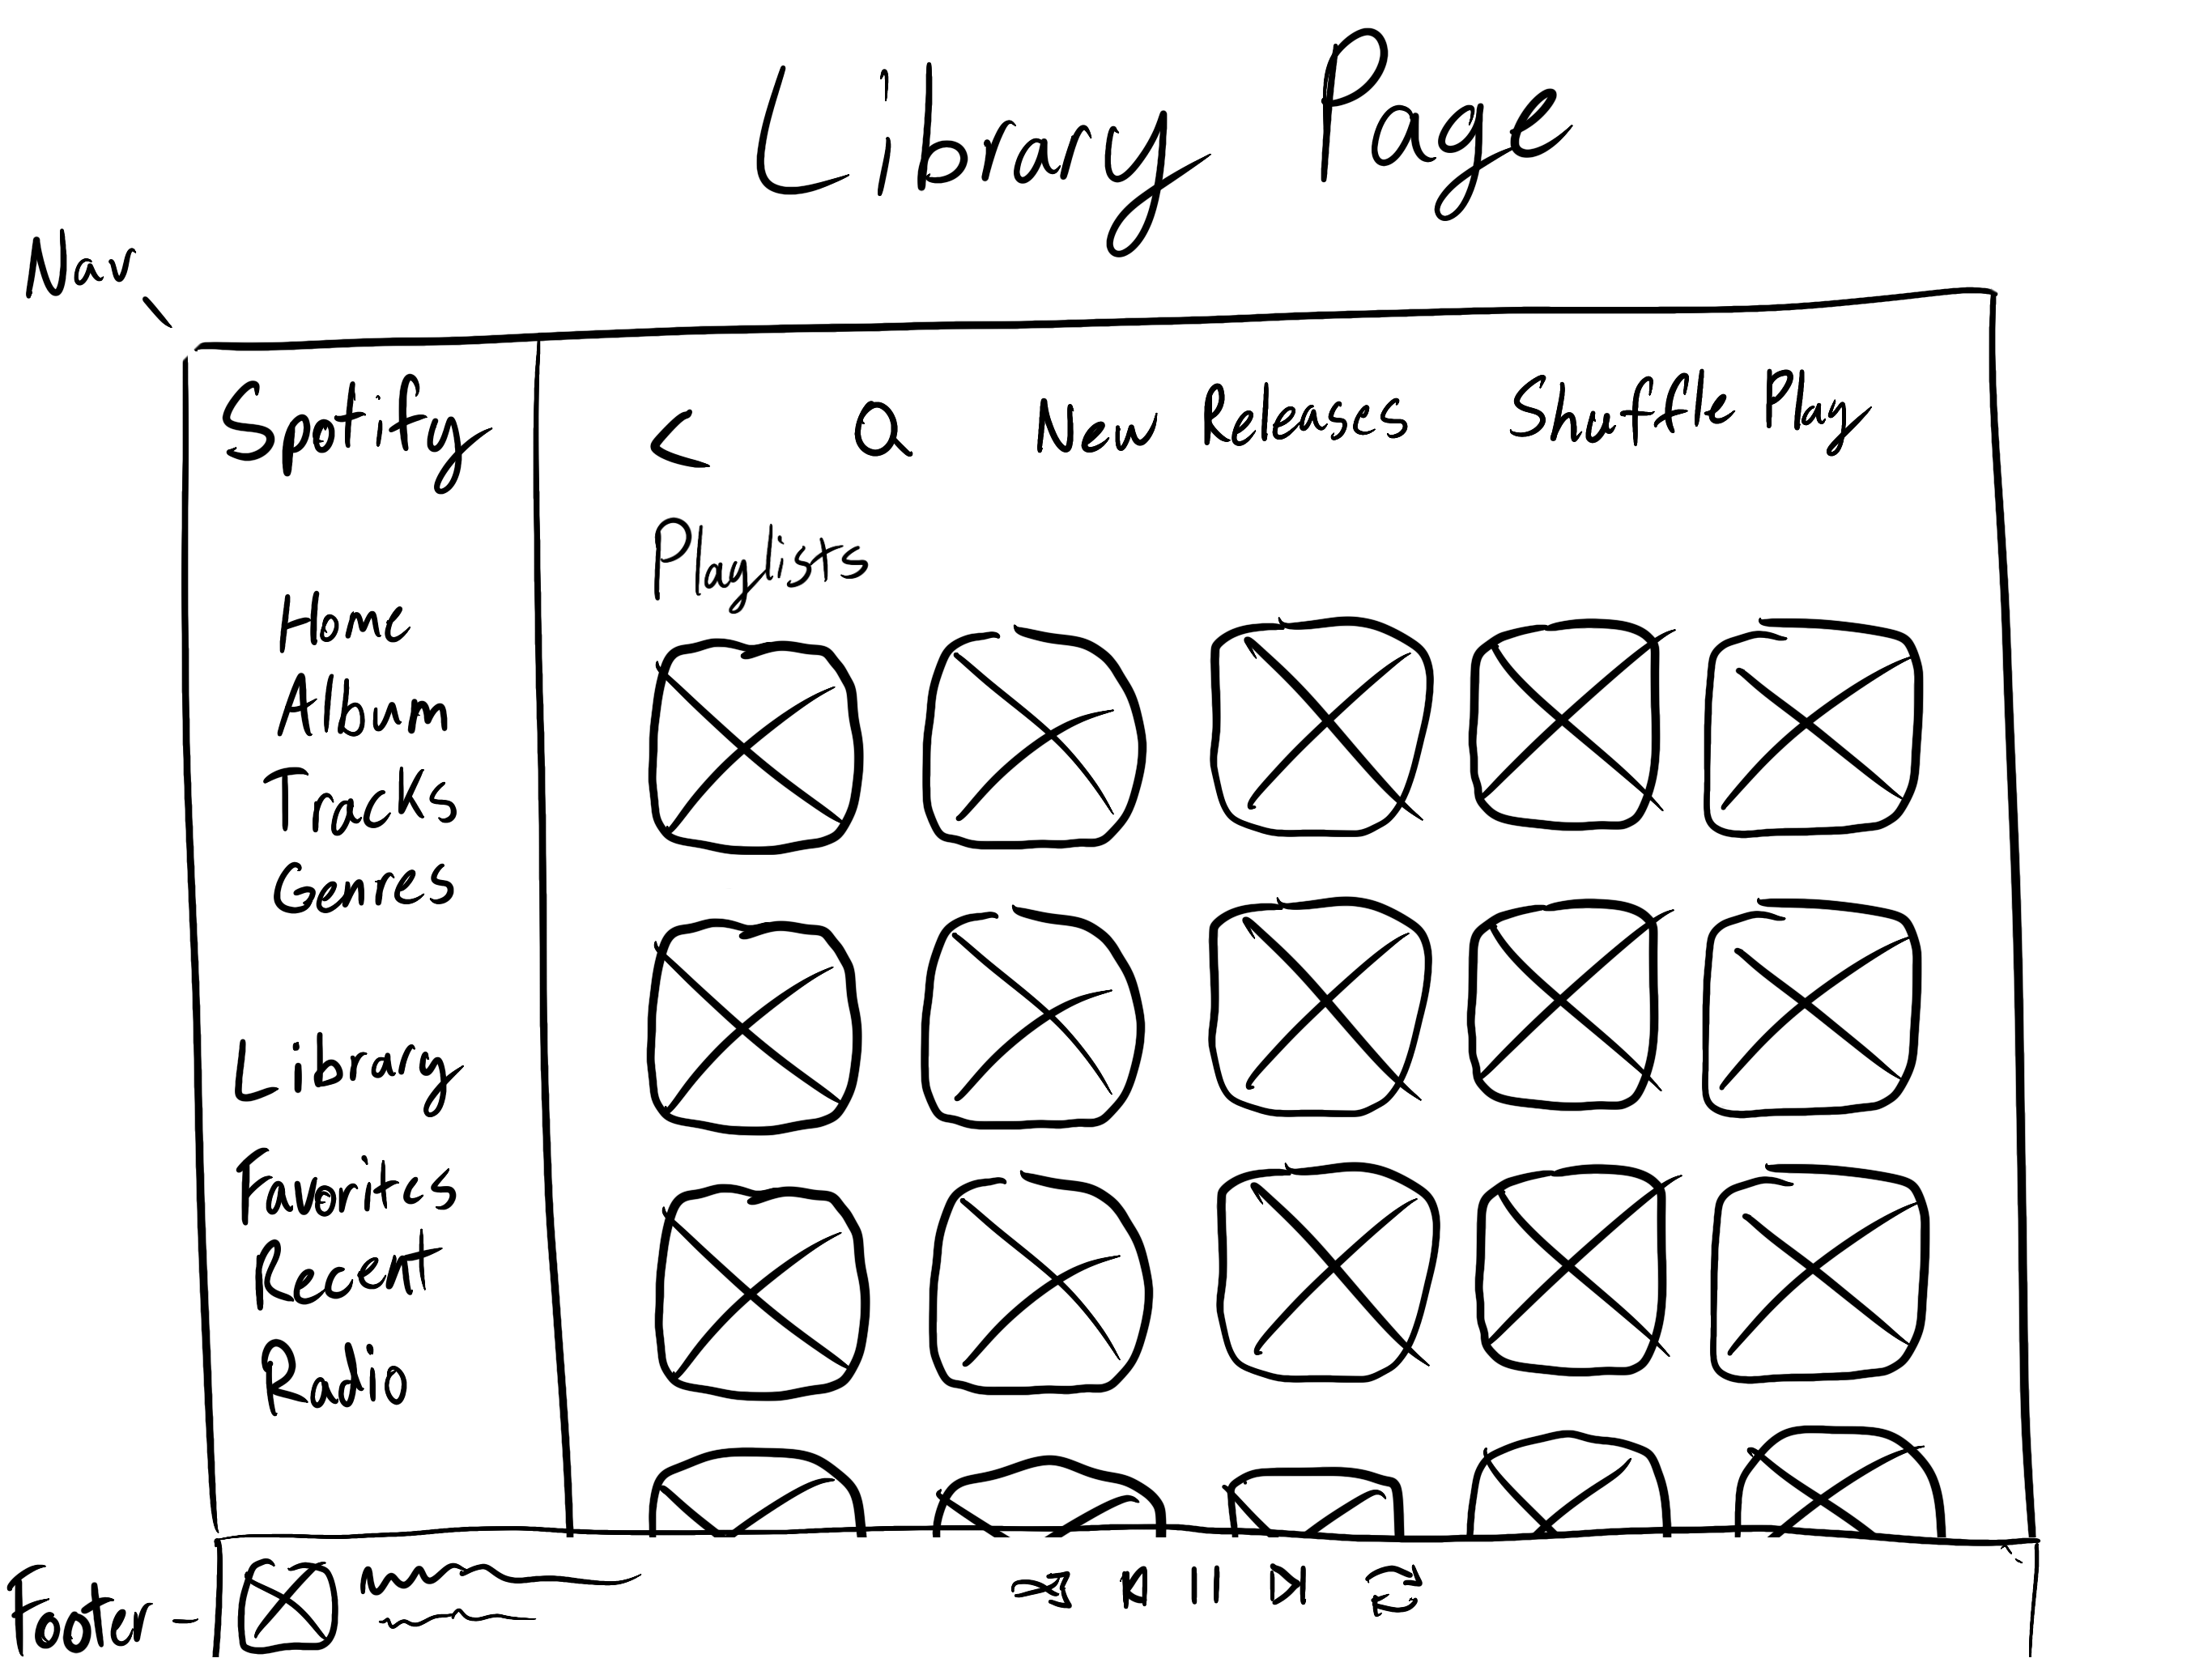 Library Page
Nav
Spotify
New Releases
Shuffle Play
Playlists
Home
Album
Tracks
Genres
Library
Favorites
Recent
Radio
Footer